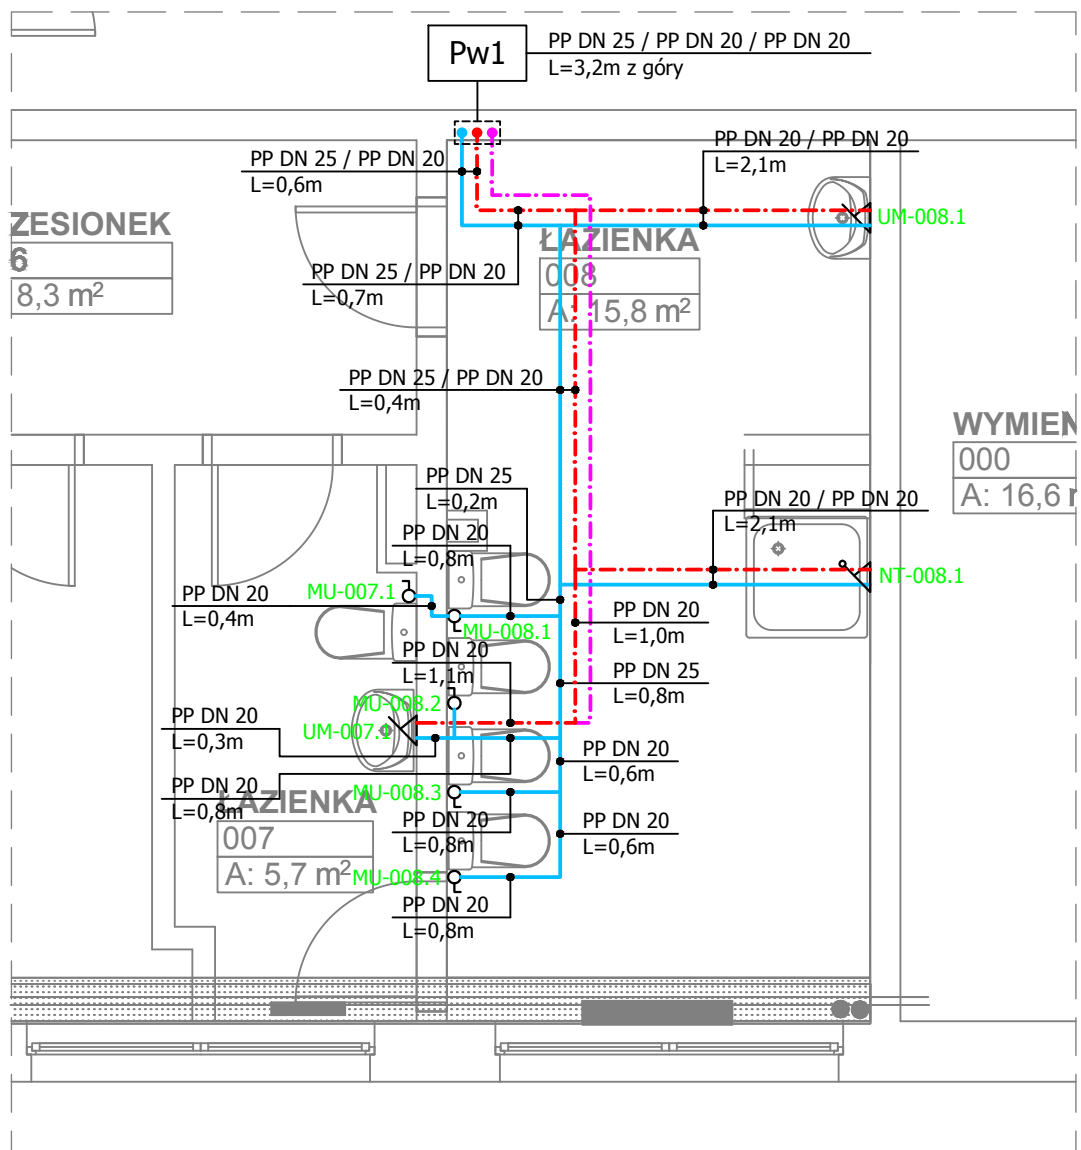 Pw1
PP DN 25 / PP DN 20 / PP DN 20
L=3,2m z góry
PP DN 20 / PP DN 20
L=2,1m
PP DN 25 / PP DN 20
L=0,6m
UM-008.1
ZESIONEK
6
8,3 m²
ŁAZIENKA
008
A: 15,8 m²
PP DN 25 / PP DN 20
L=0,7m
PP DN 25 / PP DN 20
L=0,4m
WYMIEN
000
A: 16,6 r
PP DN 25
L=0,2m
PP DN 20 / PP DN 20
L=2,1m
PP DN 20
L=0,8m
NT-008.1
MU-007.1
PP DN 20
L=0,4m
MU-008.1
PP DN 20
L=1,0m
PP DN 20
L=1,1m
PP DN 25
L=0,8m
MU-008.2
UM-007.1
PP DN 20
L=0,3m
PP DN 20
L=0,6m
PP DN 20
L=0,8m
MU-008.3
ŁAZIENKA
007
A: 5,7 m²
PP DN 20
L=0,8m
PP DN 20
L=0,6m
MU-008.4
PP DN 20
L=0,8m